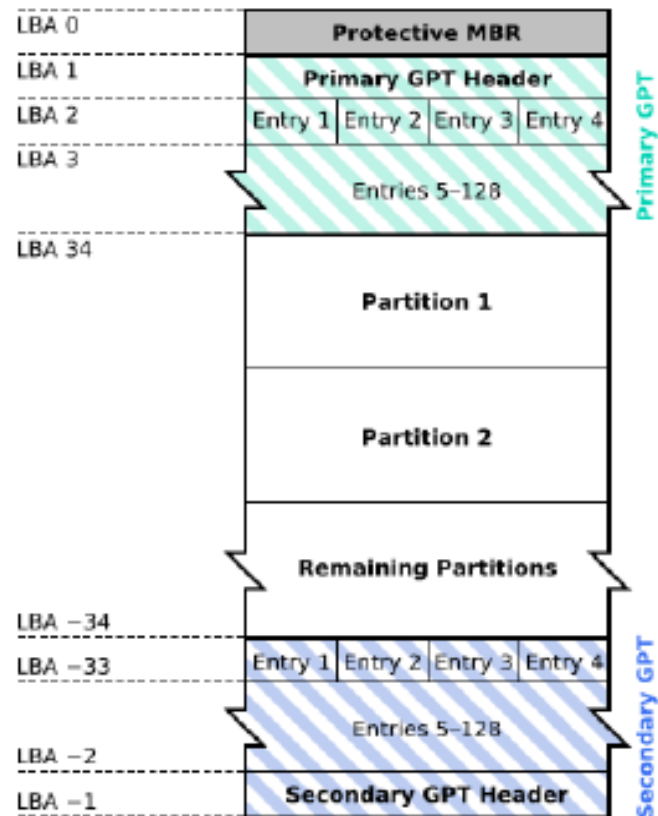 LBA 0
Protective MBR
LBA 1
Primary GPT Header
LBA 2
Entry 1 Entry 2 Entry 3 Entry 4
LBA 3
Entries 5–128
Primary GPT
LBA 34
Partition 1
Partition 2
Remaining Partitions
LBA −34
LBA −33
Entry 1 Entry 2 Entry 3 Entry 4
Entries 5–128
LBA −2
LBA −1
Secondary GPT Header
Secondary GPT